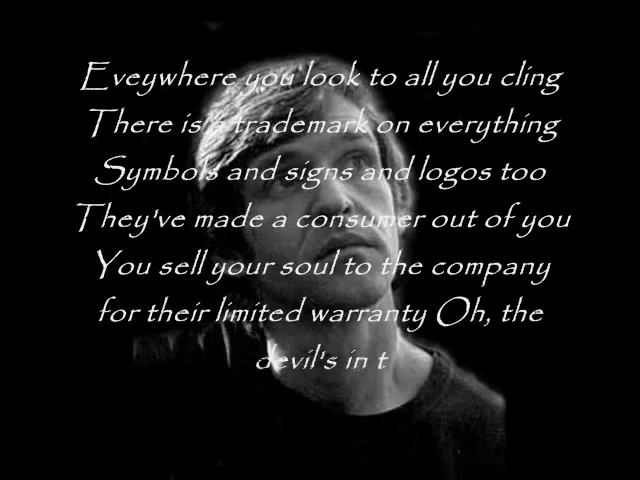 Eveywhere you look to all you cling
There is a trademark on everything
Symbols and signs and logos too
They've made a consumer out of you
You sell your soul to the company
for their limited warranty Oh, the
devil's in t